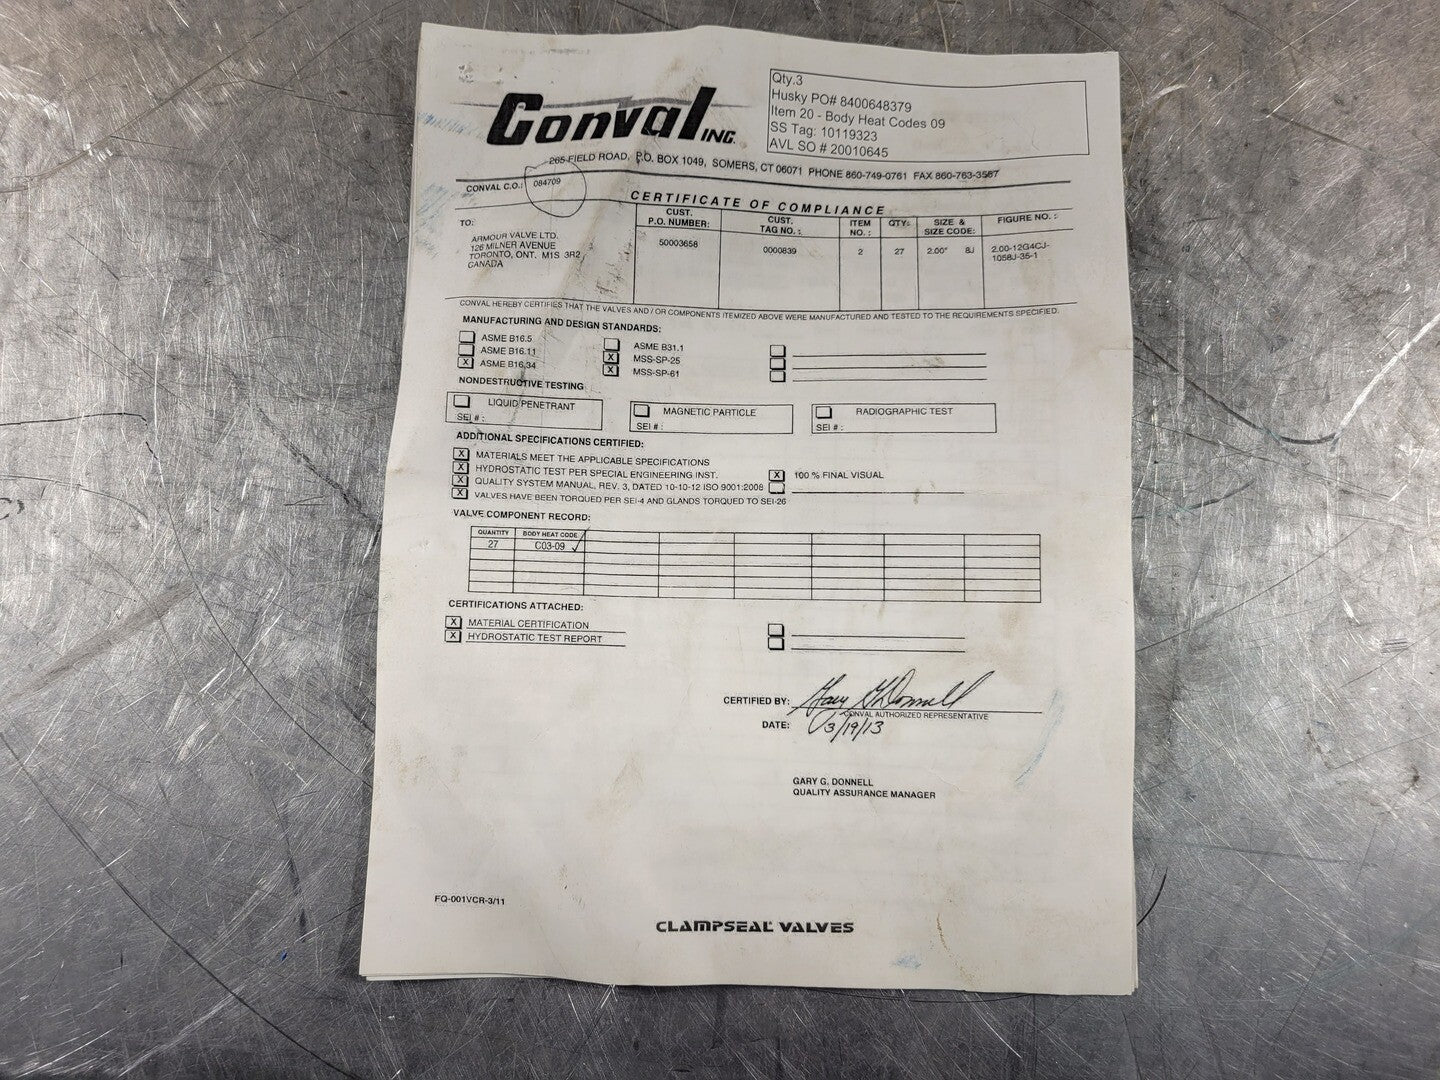 Conval INC.
Qty.3
Husky PO# 8400648379
Item 20 - Body Heat Codes 09
SS Tag: 10119323
AVL SO # 20010645
265 FIELD ROAD, P.O. BOX 1049, SOMERS, CT 06071 PHONE 860-749-0761 FAX 860-763-3567
CONVAL C.O.: 084709
CERTIFICATE OF COMPLIANCE
TO:
ARMOUR VALVE LTD.
126 MILNER AVENUE
TORONTO, ONT. M1S 3R2
CANADA
CUST. P.O. NUMBER: CUST. TAG NO. : ITEM NO. : QTY: SIZE & SIZE CODE: FIGURE NO. :
50003658 0000839 2 27 2.00" 8J 2.00-12G4CJ-
1058J-35-1
CONVAL HEREBY CERTIFIES THAT THE VALVES AND / OR COMPONENTS ITEMIZED ABOVE WERE MANUFACTURED AND TESTED TO THE REQUIREMENTS SPECIFIED.
MANUFACTURING AND DESIGN STANDARDS:
ASME B16.5 ASME B31.1
ASME B16.11 X MSS-SP-25
X ASME B16.34 X MSS-SP-61
NONDESTRUCTIVE TESTING
LIQUID PENETRANT MAGNETIC PARTICLE RADIOGRAPHIC TEST
SEI # : SEI # : SEI # :
ADDITIONAL SPECIFICATIONS CERTIFIED:
X MATERIALS MEET THE APPLICABLE SPECIFICATIONS
X HYDROSTATIC TEST PER SPECIAL ENGINEERING INST. X 100 % FINAL VISUAL
X QUALITY SYSTEM MANUAL, REV. 3, DATED 10-10-12 ISO 9001:2008
X VALVES HAVE BEEN TORQUED PER SEI-4 AND GLANDS TORQUED TO SEI-26
VALVE COMPONENT RECORD:
QUANTITY BODY HEAT CODE
27 C03-09 ✓
CERTIFICATIONS ATTACHED:
X MATERIAL CERTIFICATION
X HYDROSTATIC TEST REPORT
CERTIFIED BY: Gary G. Donnell
CONVAL AUTHORIZED REPRESENTATIVE
DATE: 3/19/13
GARY G. DONNELL
QUALITY ASSURANCE MANAGER
FQ-001VCR-3/11
CLAMPSEAL® VALVES